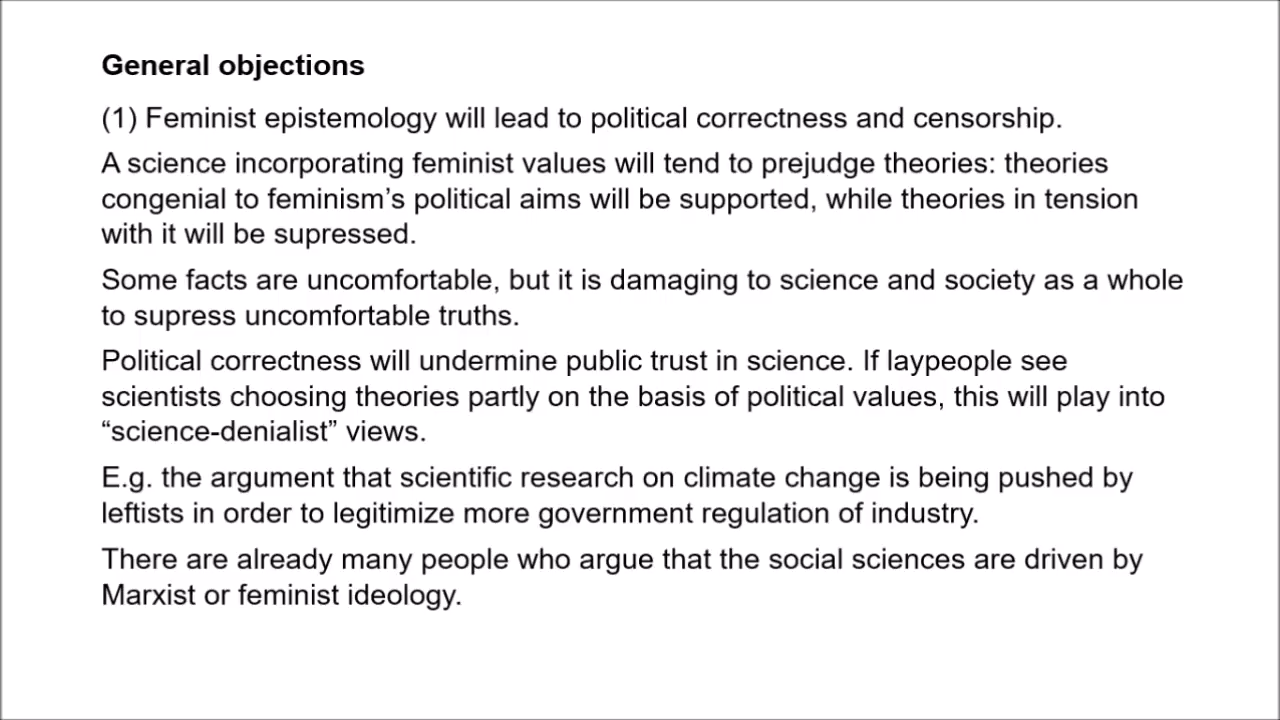 General objections
(1) Feminist epistemology will lead to political correctness and censorship.
A science incorporating feminist values will tend to prejudge theories: theories
congenial to feminism’s political aims will be supported, while theories in tension
with it will be supressed.
Some facts are uncomfortable, but it is damaging to science and society as a whole
to supress uncomfortable truths.
Political correctness will undermine public trust in science. If laypeople see
scientists choosing theories partly on the basis of political values, this will play into
“science-denialist” views.
E.g. the argument that scientific research on climate change is being pushed by
leftists in order to legitimize more government regulation of industry.
There are already many people who argue that the social sciences are driven by
Marxist or feminist ideology.